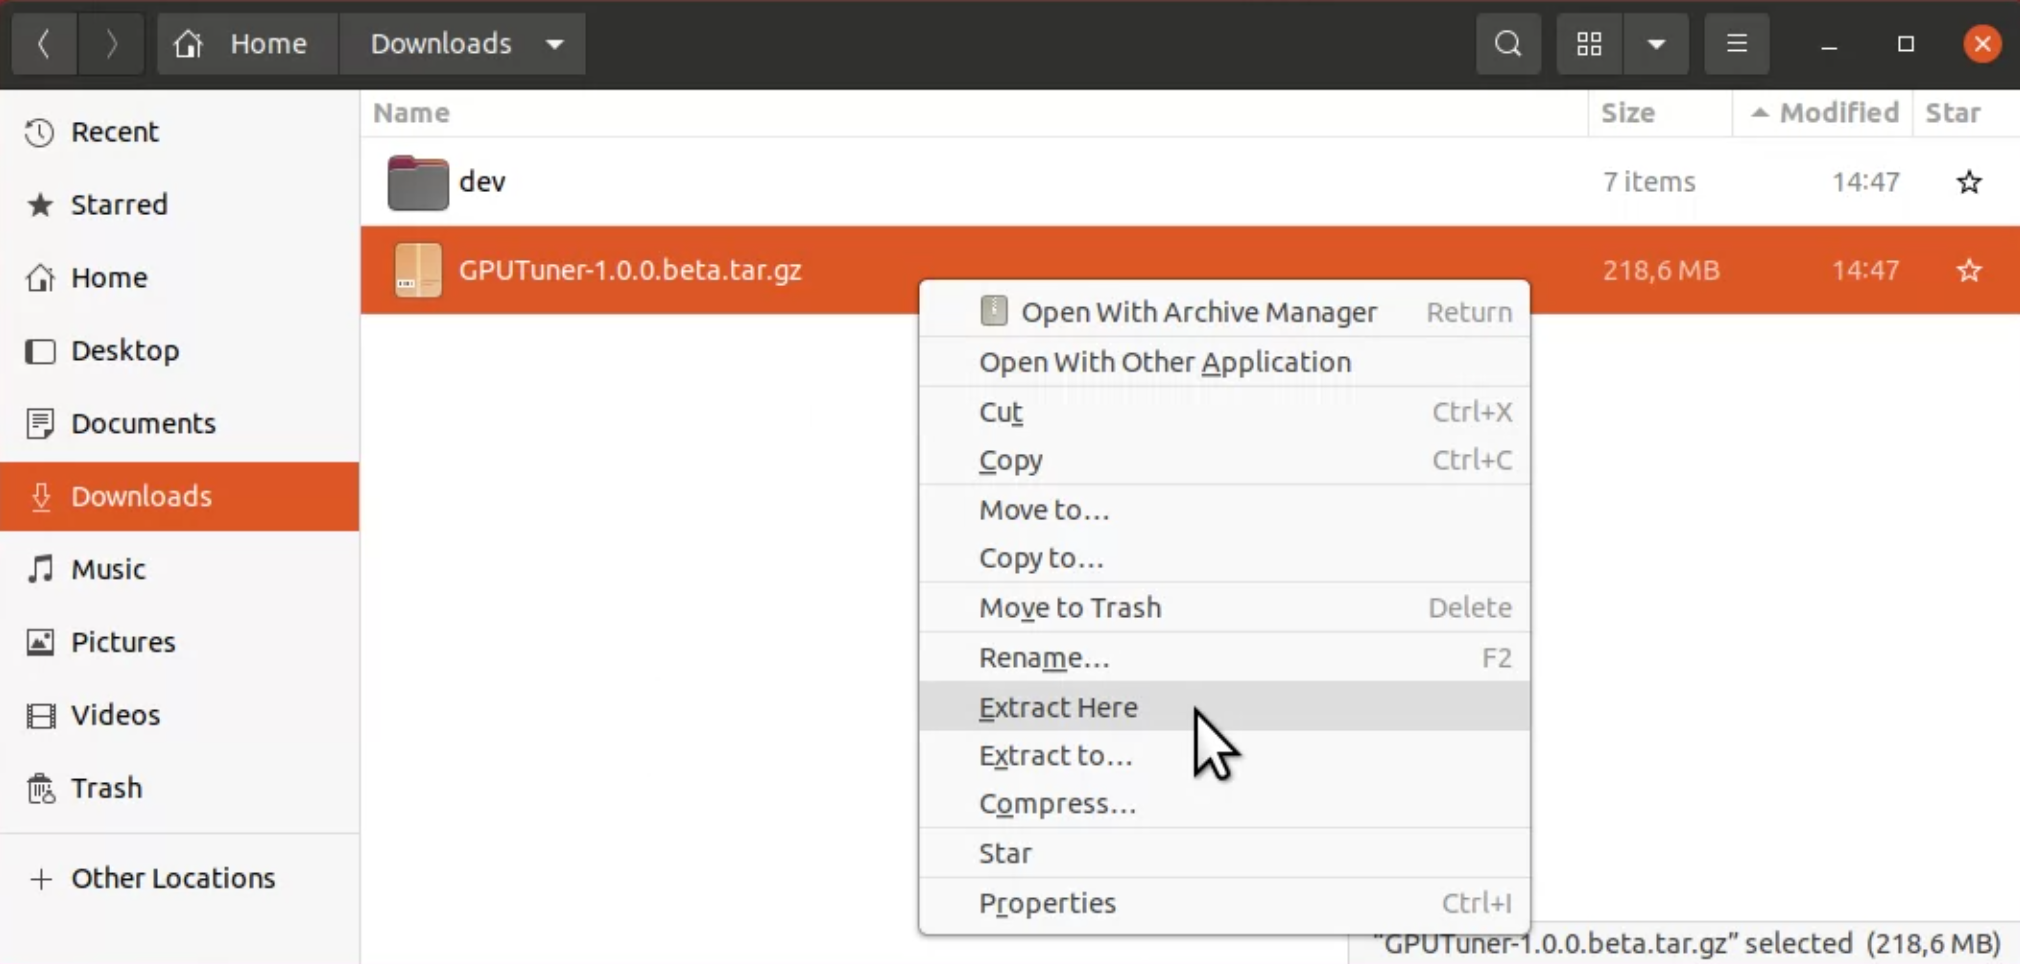 Home Downloads
Name Size Modified Star
Recent
Starred
Home
Desktop
Documents
Downloads
Music
Pictures
Videos
Trash
Other Locations
dev 7 items 14:47
GPUTuner-1.0.0.beta.tar.gz 218,6 MB 14:47
Open With Archive Manager Return
Open With Other Application
Cut Ctrl+X
Copy Ctrl+C
Move to...
Copy to...
Move to Trash Delete
Rename... F2
Extract Here
Extract to...
Compress...
Star
Properties Ctrl+I
"GPUTuner-1.0.0.beta.tar.gz" selected (218,6 MB)